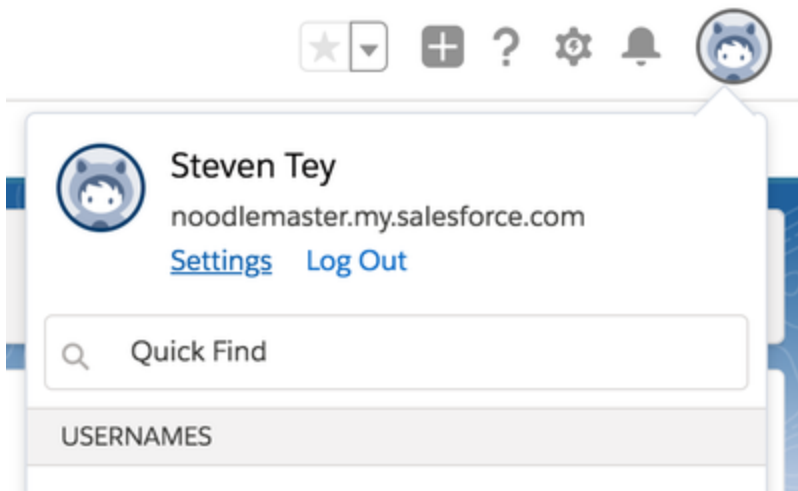 Steven Tey
noodlemaster.my.salesforce.com
Settings Log Out
Quick Find
USERNAMES